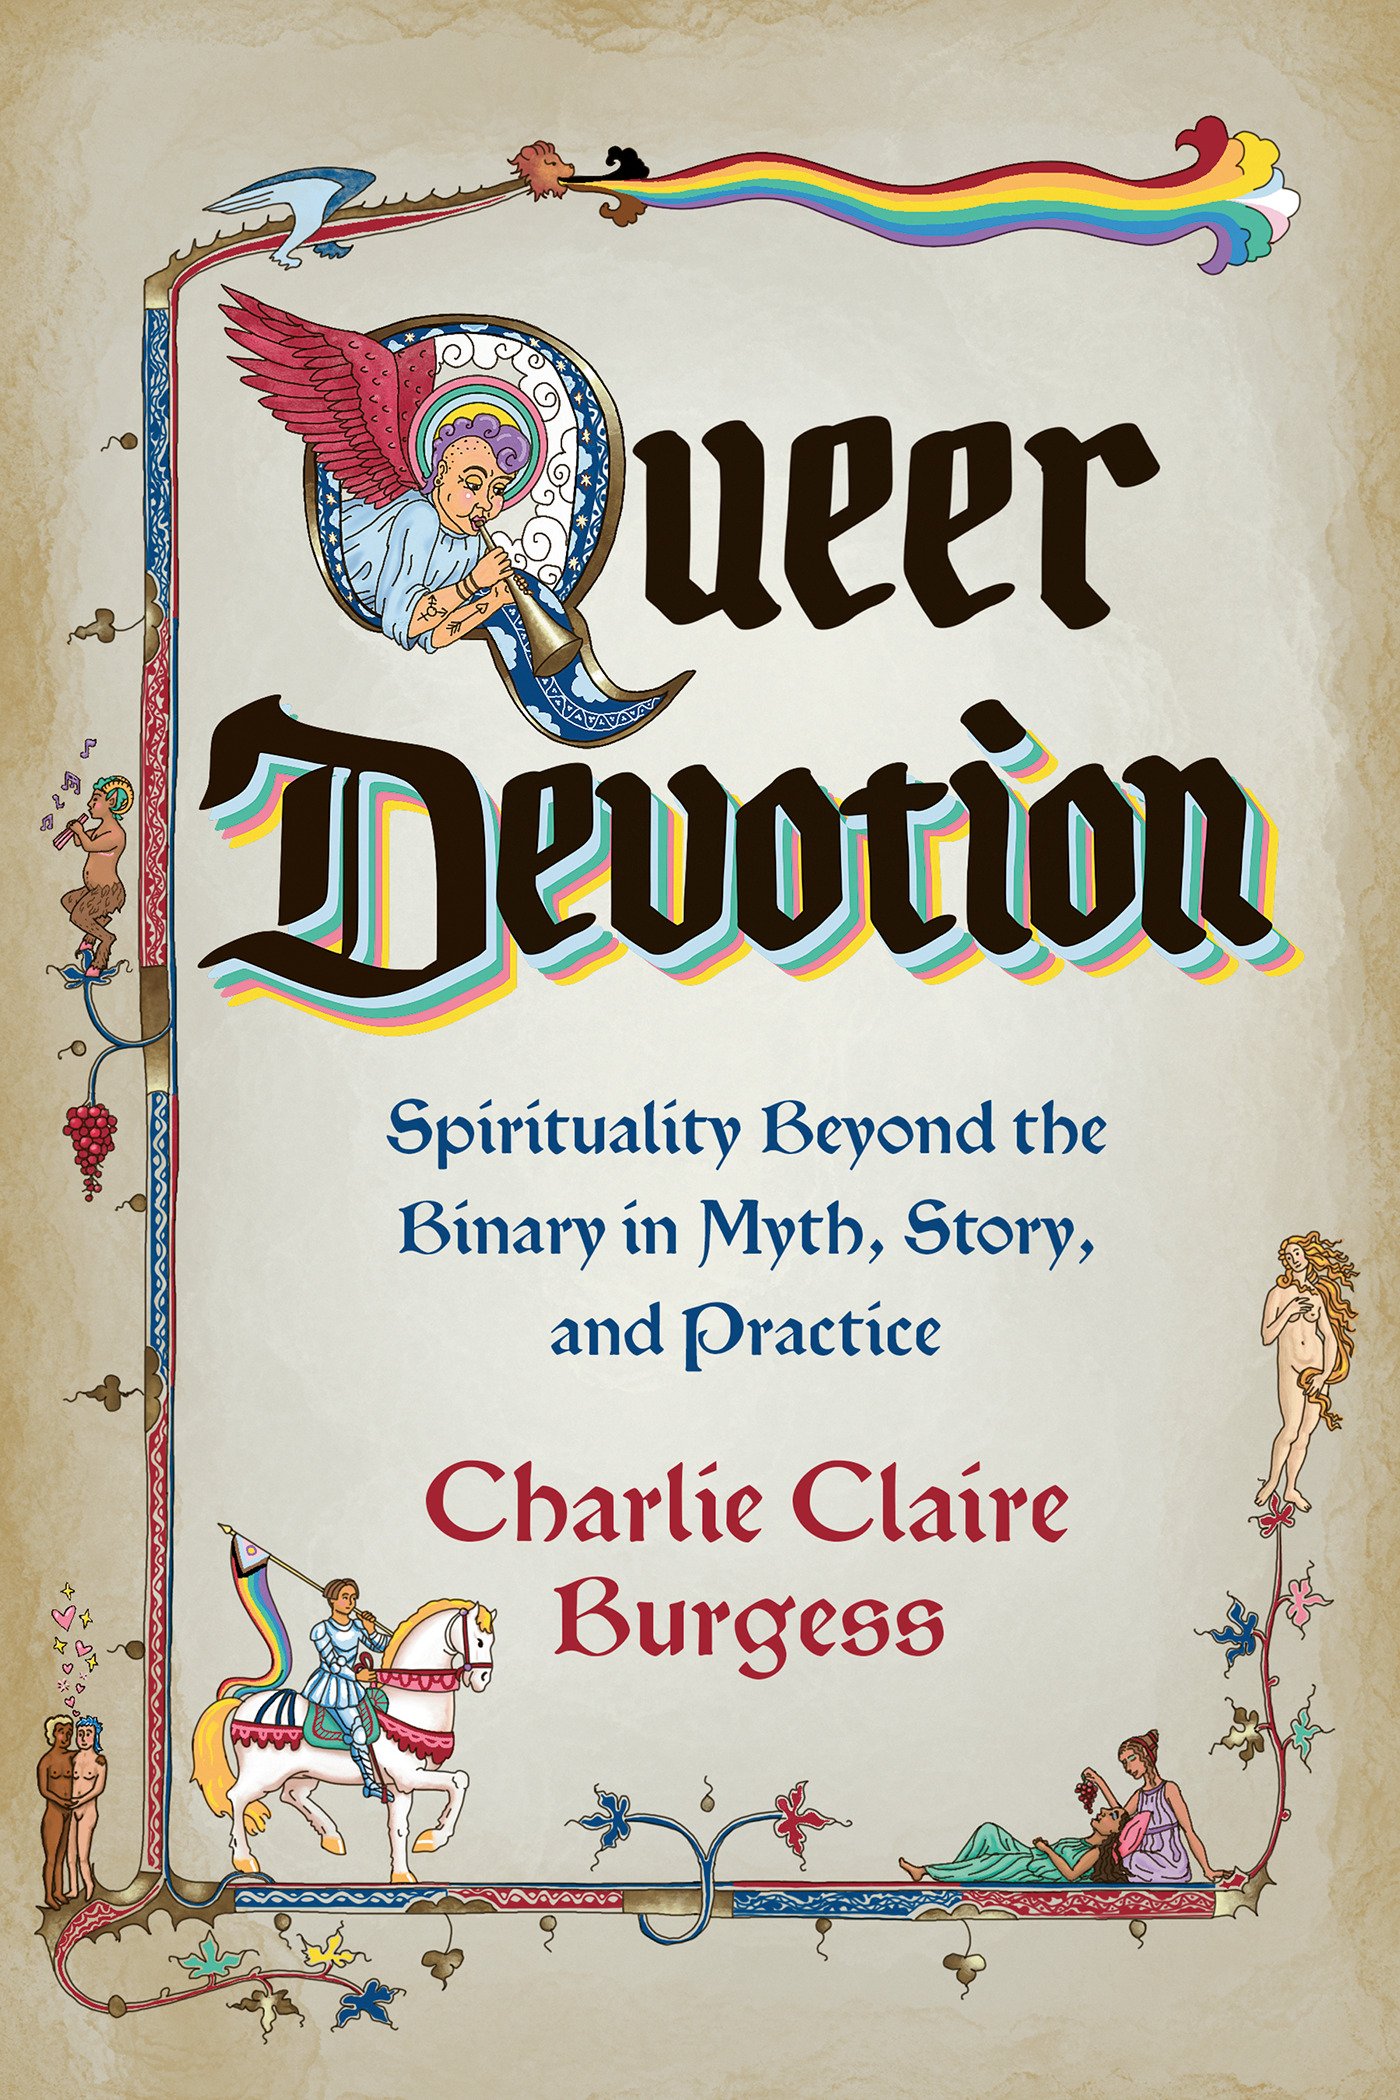 Queer
Devotion
Spirituality Beyond the
Binary in Myth, Story,
and Practice
Charlie Claire
Burgess